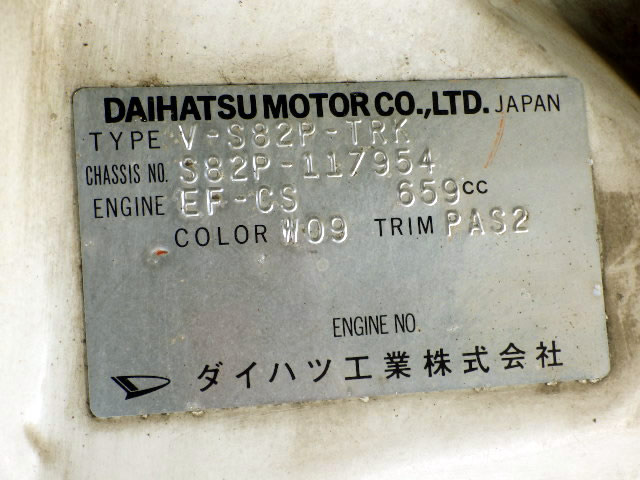 DAIHATSU MOTOR CO.,LTD. JAPAN
TYPE V-S82P-TRK
CHASSIS NO. S82P-117954
ENGINE EF-CS 659cc
COLOR W09 TRIM PAS2
ENGINE NO.
ダイハツ工業株式会社